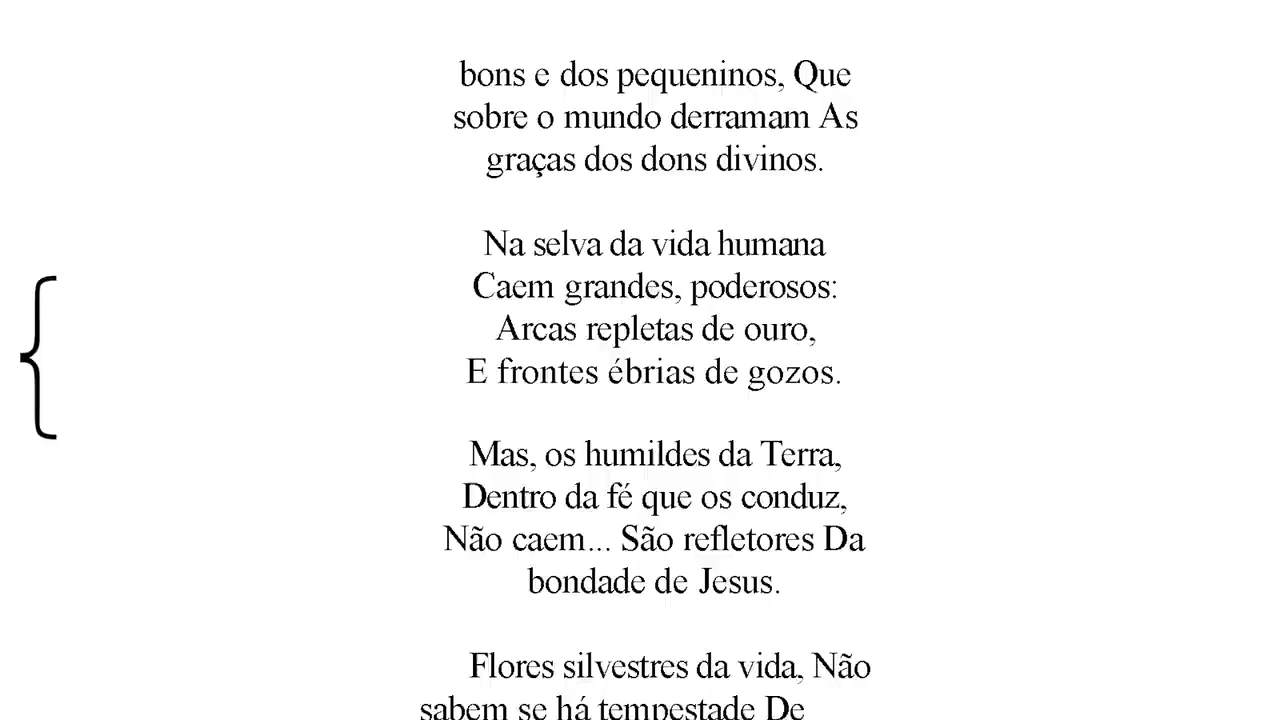 bons e dos pequeninos, Que
sobre o mundo derramam As
graças dos dons divinos.
Na selva da vida humana
Caem grandes, poderosos:
Arcas repletas de ouro,
E frontes ébrias de gozos.
Mas, os humildes da Terra,
Dentro da fé que os conduz,
Não caem... São refletores Da
bondade de Jesus.
Flores silvestres da vida, Não
sabem se há tempestade De